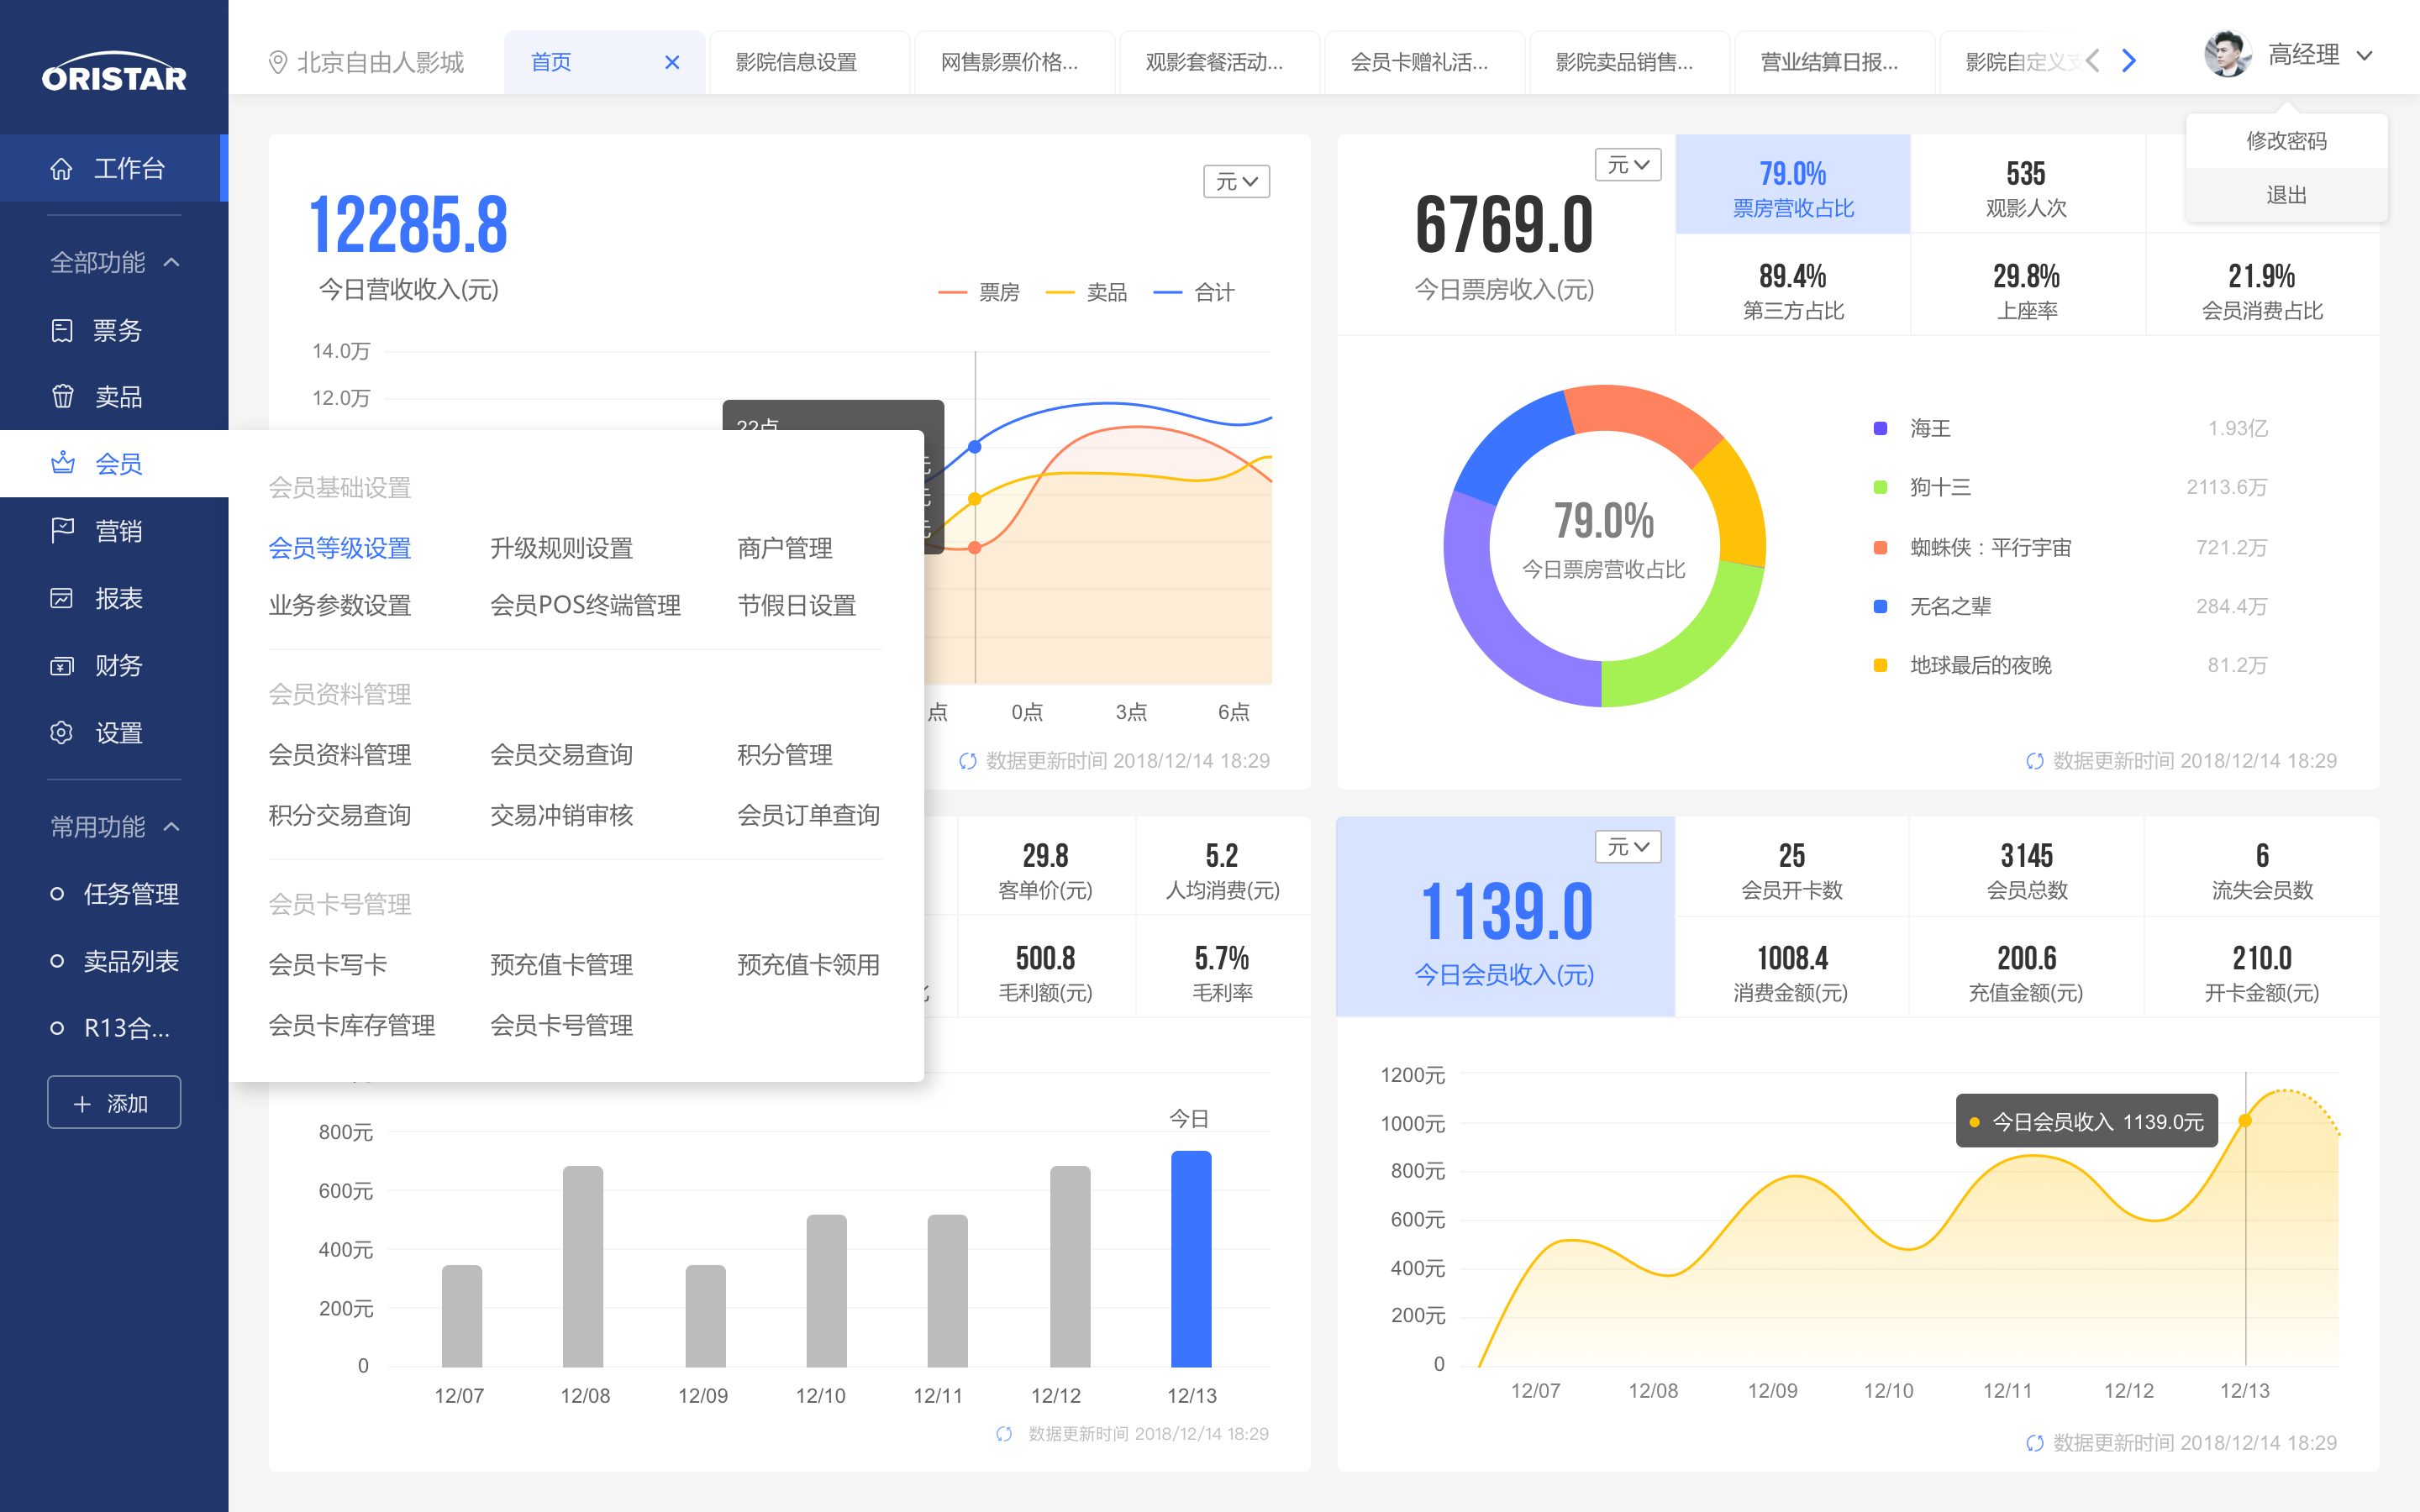 ORISTAR
北京自由人影城
首页
影院信息设置
网售影票价格...
观影套餐活动...
会员卡赠礼活...
影院卖品销售...
营业结算日报...
影院自定义支
高经理
修改密码
退出
工作台
全部功能
票务
卖品
会员
营销
报表
财务
设置
常用功能
任务管理
卖品列表
R13合...
添加
会员基础设置
会员等级设置 升级规则设置 商户管理
业务参数设置 会员POS终端管理 节假日设置
会员资料管理
会员资料管理 会员交易查询 积分管理
积分交易查询 交易冲销审核 会员订单查询
会员卡号管理
会员卡写卡 预充值卡管理 预充值卡领用
会员卡库存管理 会员卡号管理
元
12285.8
今日营收收入(元)
票房 卖品 合计
14.0万
12.0万
22点
元
元
元
点 0点 3点 6点
数据更新时间 2018/12/14 18:29
元
6769.0
今日票房收入(元)
79.0%
票房营收占比
535
观影人次
89.4%
第三方占比
29.8%
上座率
21.9%
会员消费占比
79.0%
今日票房营收占比
海王 1.93亿
狗十三 2113.6万
蜘蛛侠：平行宇宙 721.2万
无名之辈 284.4万
地球最后的夜晚 81.2万
数据更新时间 2018/12/14 18:29
29.8
客单价(元)
5.2
人均消费(元)
500.8
毛利额(元)
5.7%
毛利率
今日
800元
600元
400元
200元
0
12/07 12/08 12/09 12/10 12/11 12/12 12/13
数据更新时间 2018/12/14 18:29
元
1139.0
今日会员收入(元)
25
会员开卡数
3145
会员总数
6
流失会员数
1008.4
消费金额(元)
200.6
充值金额(元)
210.0
开卡金额(元)
1200元
1000元
800元
600元
400元
200元
0
今日会员收入 1139.0元
12/07 12/08 12/09 12/10 12/11 12/12 12/13
数据更新时间 2018/12/14 18:29